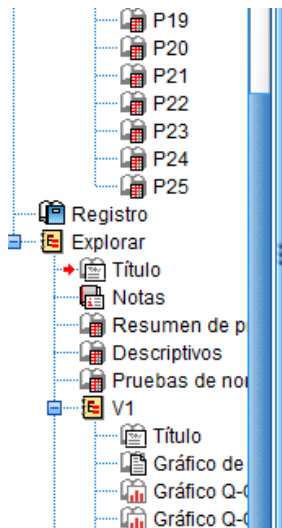 P19
P20
P21
P22
P23
P24
P25
Registro
Explorar
Título
Notas
Resumen de
Descriptivos
Pruebas de
V1
Título
Gráfico de
Gráfico
Gráfico